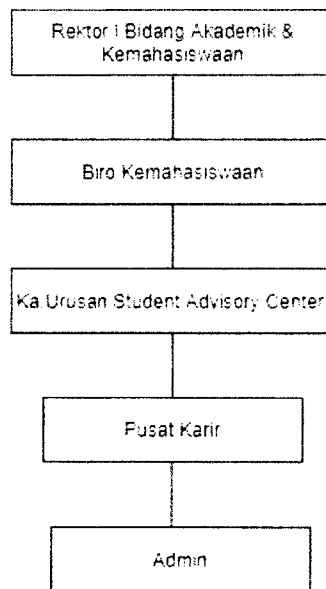 Rektor I Bidang Akademik &
Kemahasiswaan
Biro Kemahasiswaan
Ka.Urusan Student Advisory Center
Pusat Karir
Admin